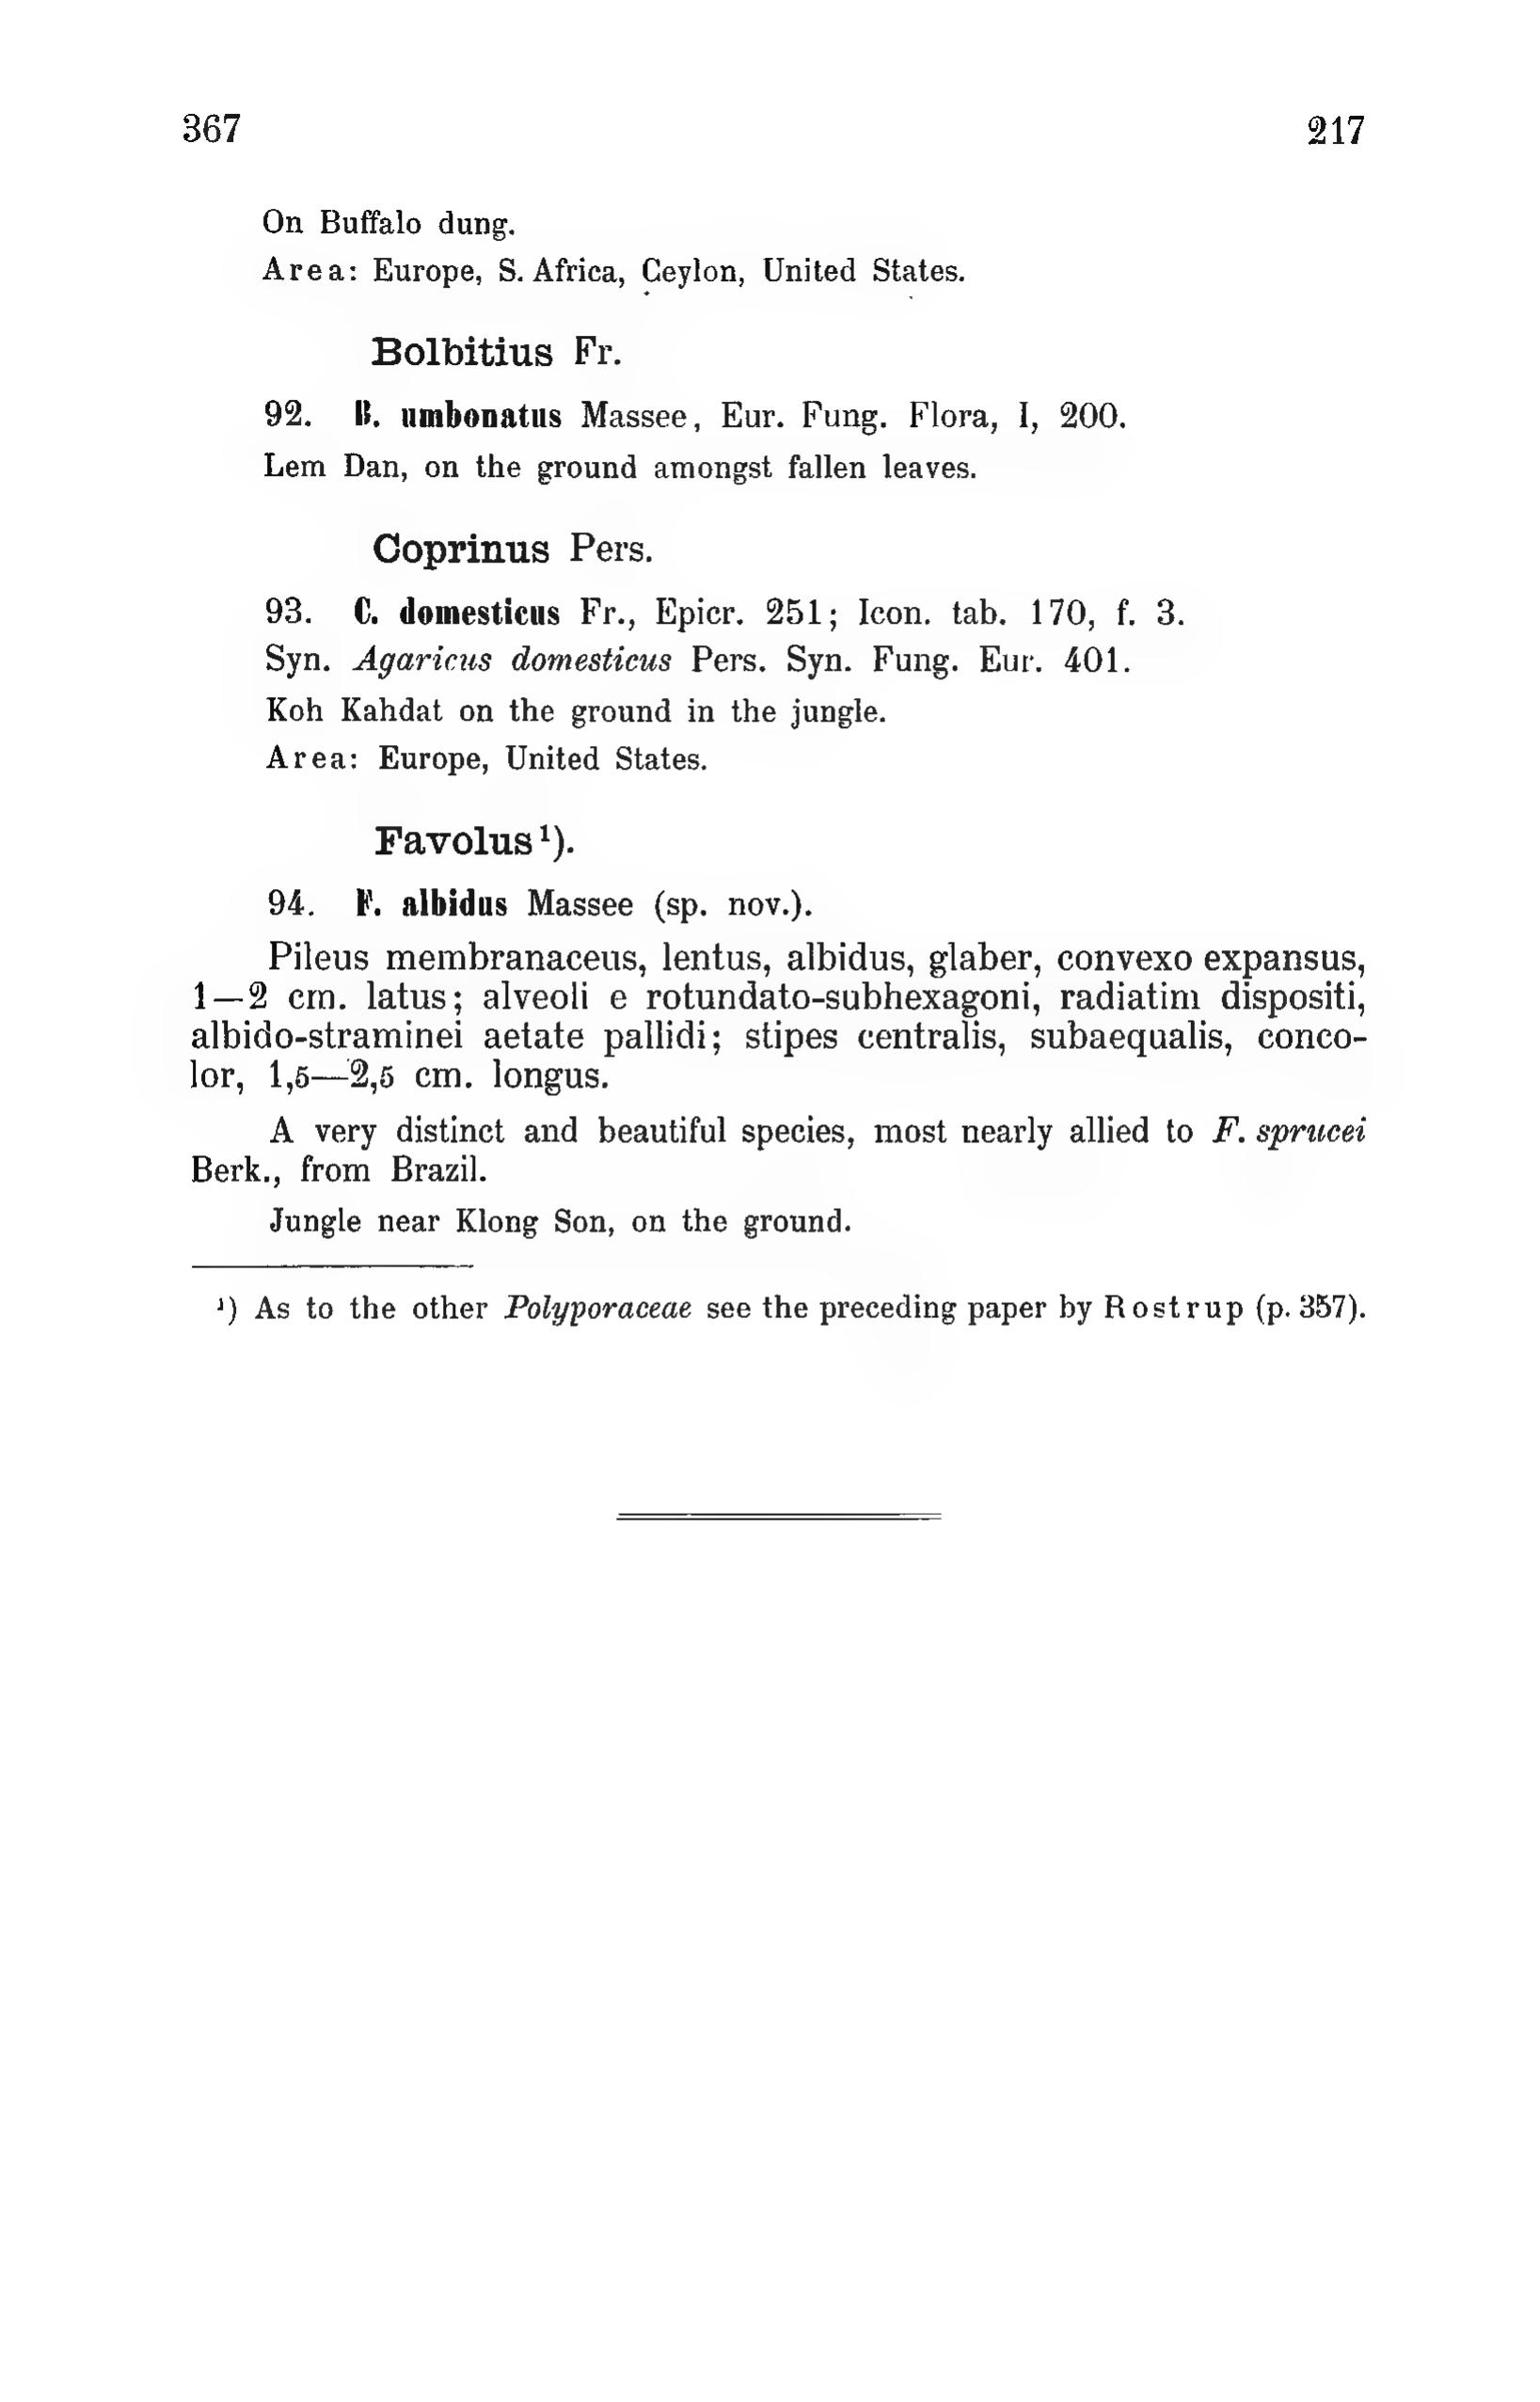 367 217
On Buffalo dung.
Area: Europe, S. Africa, Ceylon, United States.
Bolbitius Fr.
92. B. umbonatus Massee, Eur. Fung. Flora, I, 200.
Lem Dan, on the ground amongst fallen leaves.
Coprinus Pers.
93. C. domesticus Fr., Epicr. 251; Icon. tab. 170, f. 3.
Syn. Agaricus domesticus Pers. Syn. Fung. Eur. 401.
Koh Kahdat on the ground in the jungle.
Area: Europe, United States.
Favolus¹).
94. F. albidus Massee (sp. nov.).
Pileus membranaceus, lentus, albidus, glaber, convexo expansus,
1—2 cm. latus; alveoli e rotundato-subhexagoni, radiatim dispositi,
albido-straminei aetate pallidi; stipes centralis, subaequalis, conco-
lor, 1,5—2,5 cm. longus.
A very distinct and beautiful species, most nearly allied to F. sprucei
Berk., from Brazil.
Jungle near Klong Son, on the ground.
¹) As to the other Polyporaceae see the preceding paper by Rostrup (p. 357).